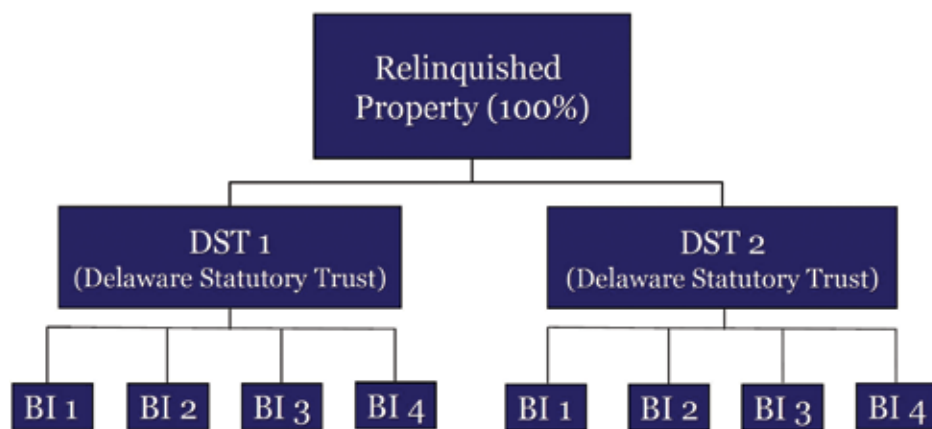 Relinquished
Property (100%)
DST 1
(Delaware Statutory Trust)
DST 2
(Delaware Statutory Trust)
BI 1
BI 2
BI 3
BI 4
BI 1
BI 2
BI 3
BI 4